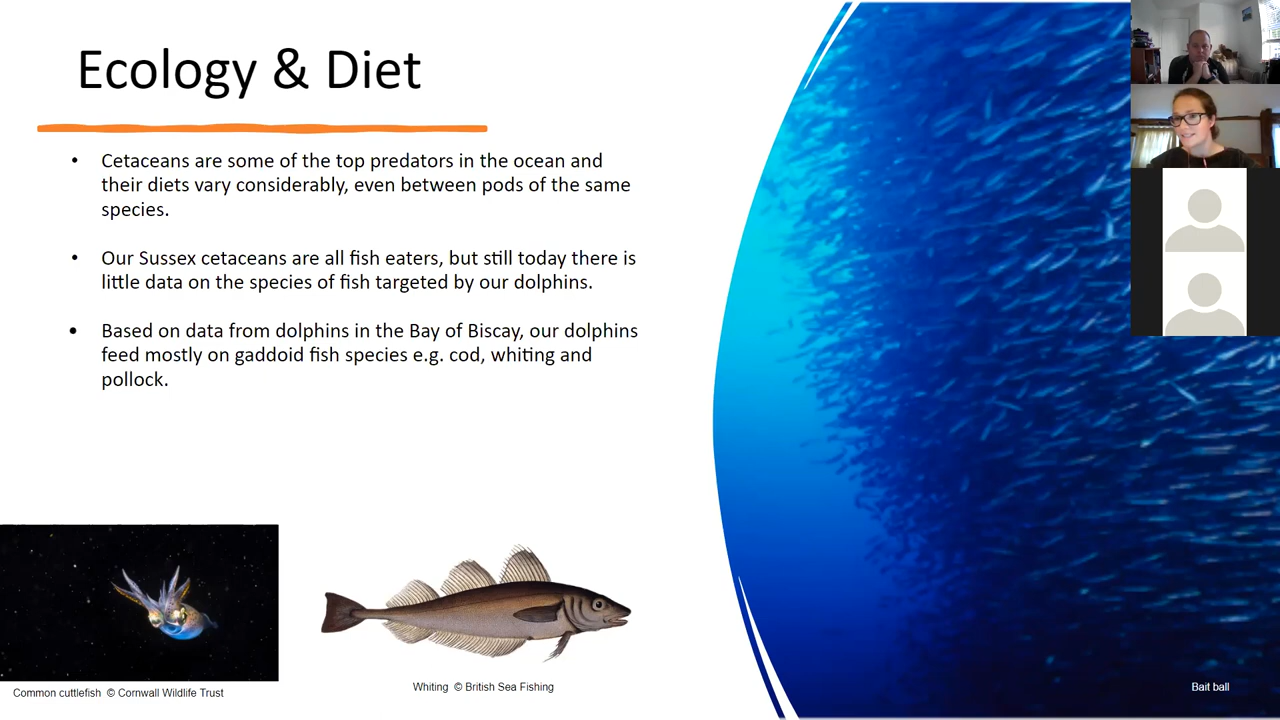 Ecology & Diet
• Cetaceans are some of the top predators in the ocean and
their diets vary considerably, even between pods of the same
species.
• Our Sussex cetaceans are all fish eaters, but still today there is
little data on the species of fish targeted by our dolphins.
• Based on data from dolphins in the Bay of Biscay, our dolphins
feed mostly on gaddoid fish species e.g. cod, whiting and
pollock.
Common cuttlefish © Cornwall Wildlife Trust
Whiting © British Sea Fishing
Bait ball